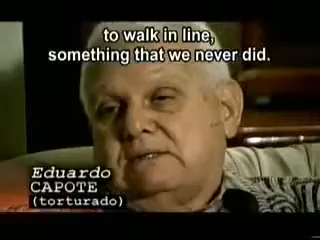 to walk in line,
something that we never did.
Eduardo
CAPOTE
(torturado)